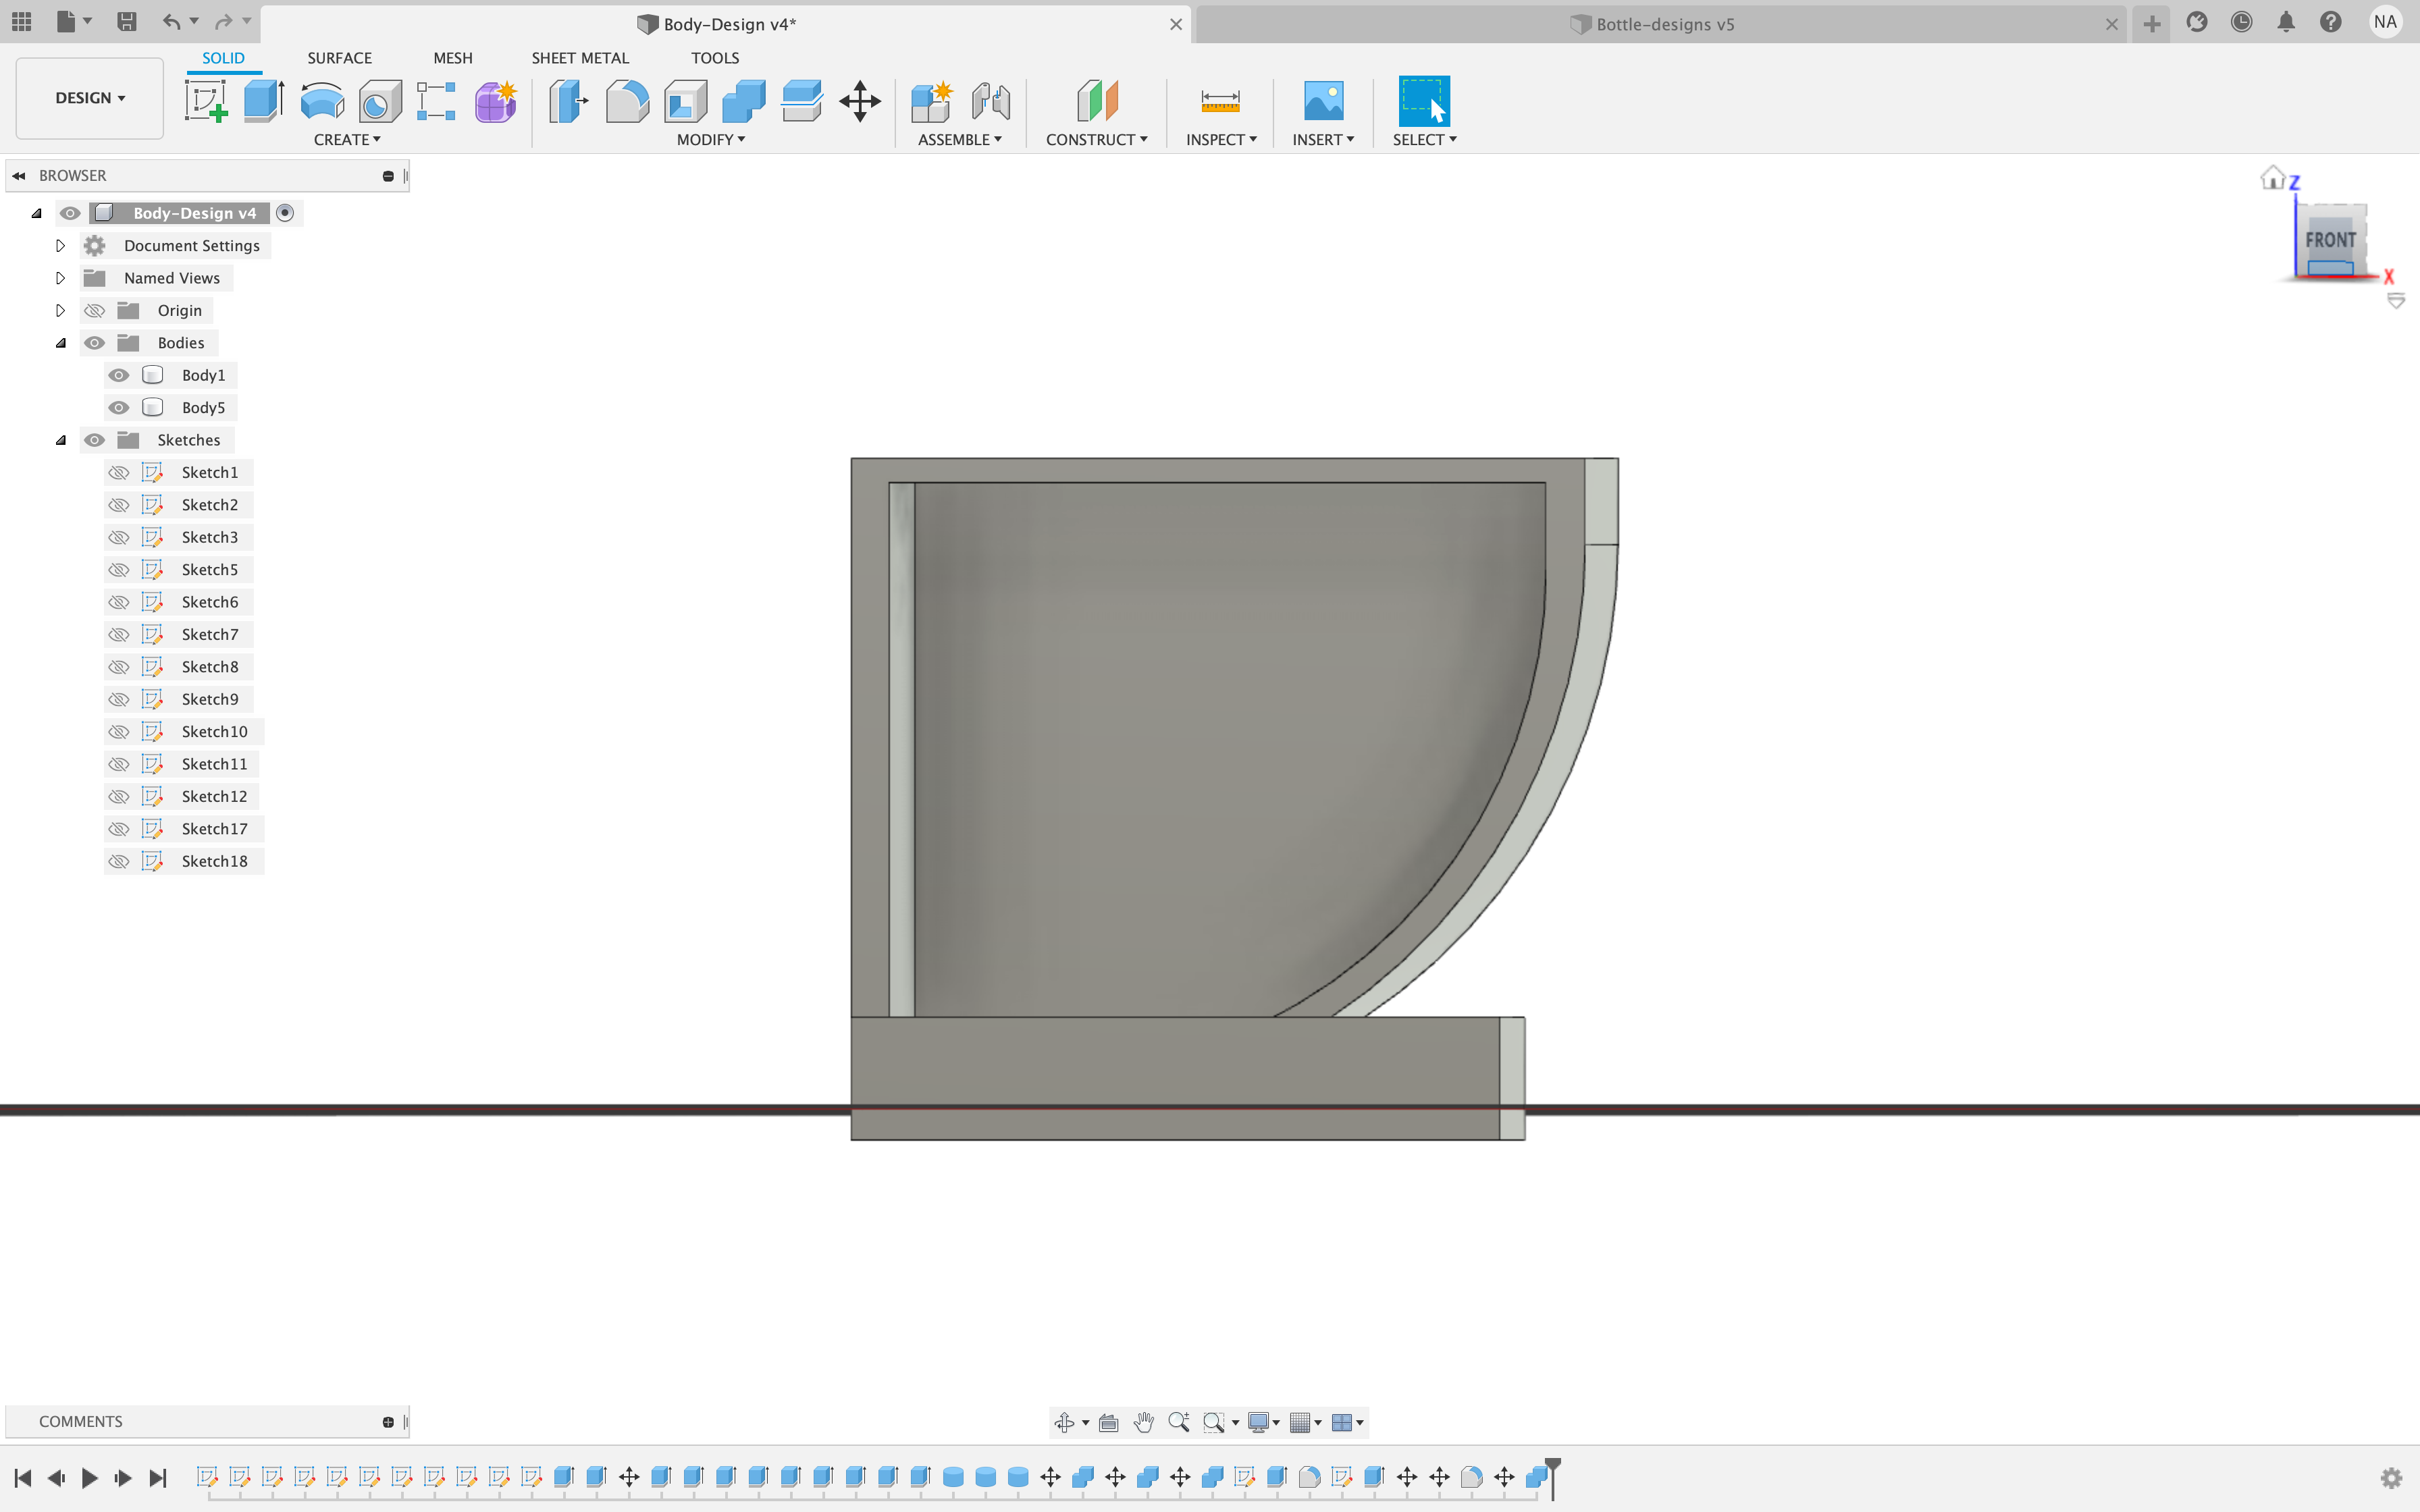 Body-Design v4*
Bottle-designs v5
NA
SOLID
SURFACE
MESH
SHEET METAL
TOOLS
DESIGN
CREATE
MODIFY
ASSEMBLE
CONSTRUCT
INSPECT
INSERT
SELECT
BROWSER
Body-Design v4
Document Settings
Named Views
Origin
Bodies
Body1
Body5
Sketches
Sketch1
Sketch2
Sketch3
Sketch5
Sketch6
Sketch7
Sketch8
Sketch9
Sketch10
Sketch11
Sketch12
Sketch17
Sketch18
Z
FRONT
X
COMMENTS